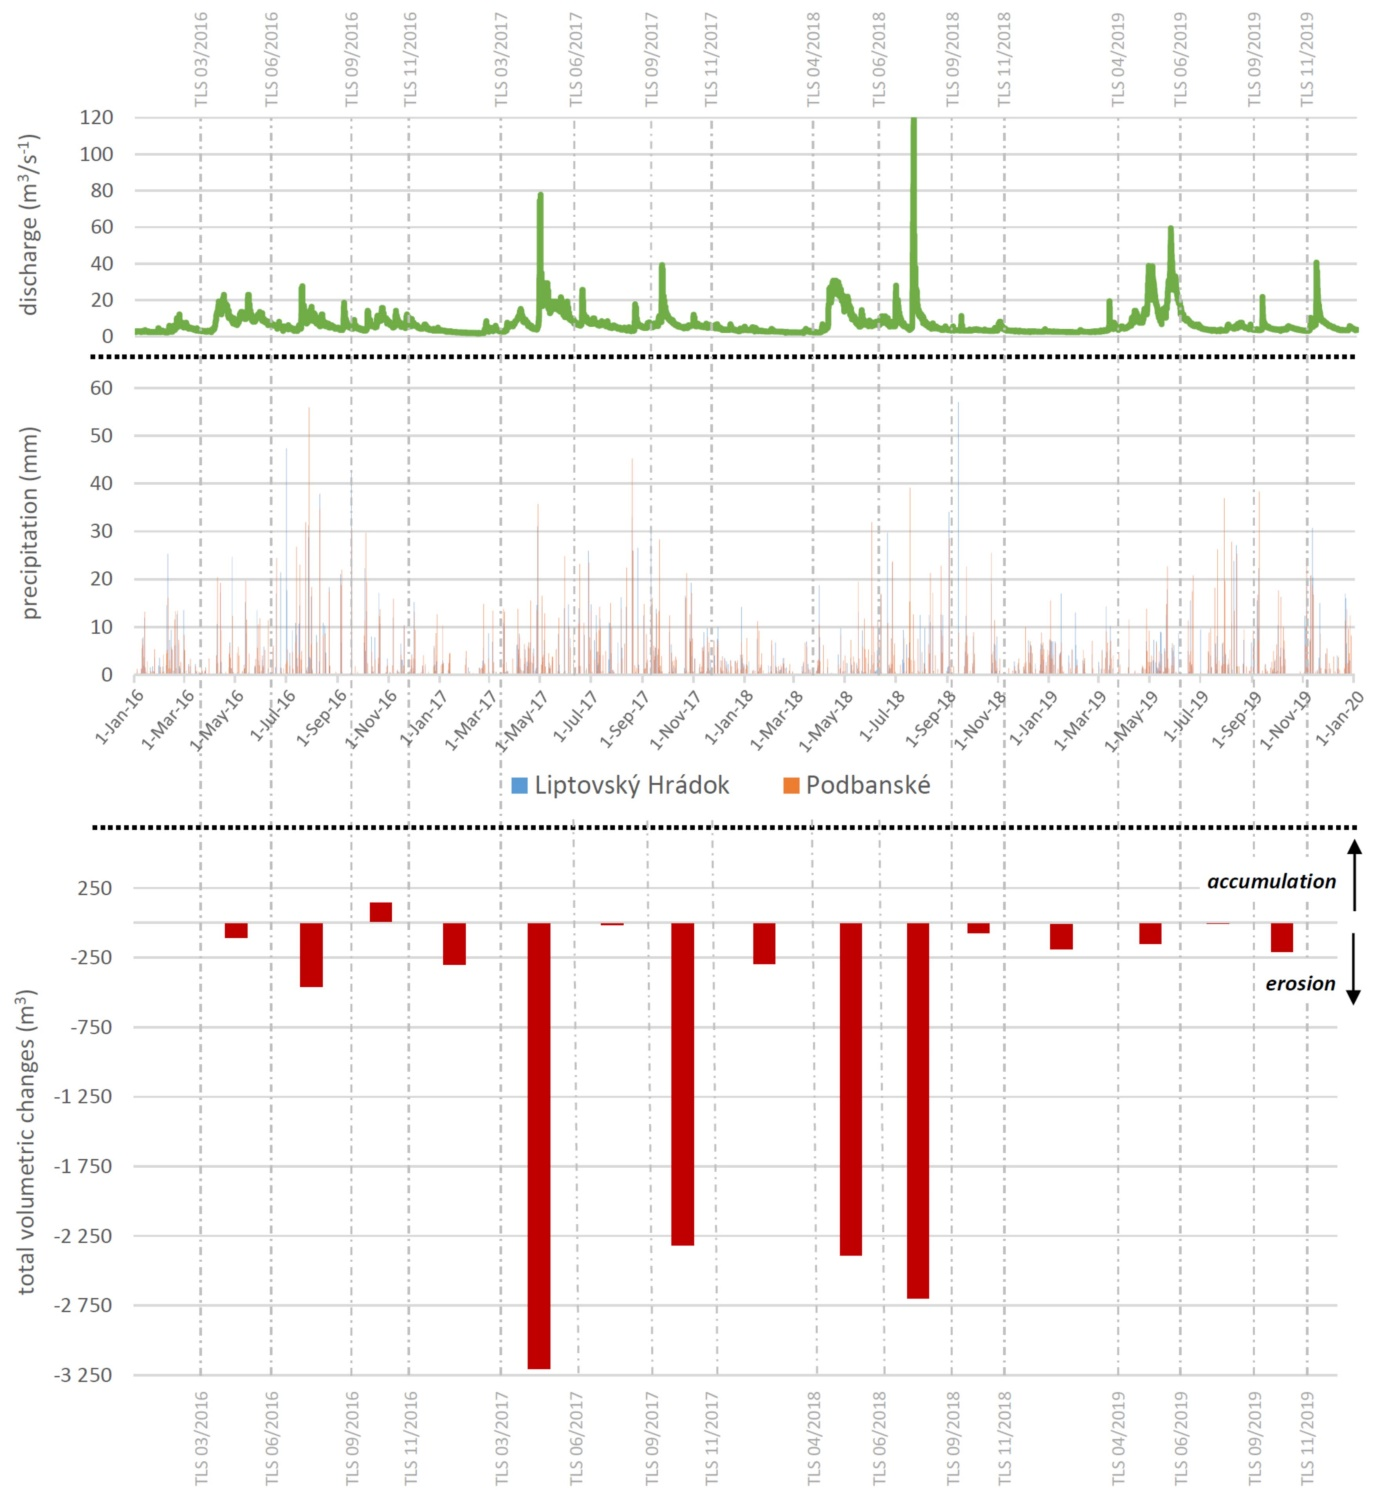 TLS 03/2016
TLS 06/2016
TLS 09/2016
TLS 11/2016
TLS 03/2017
TLS 06/2017
TLS 09/2017
TLS 11/2017
TLS 04/2018
TLS 06/2018
TLS 09/2018
TLS 11/2018
TLS 04/2019
TLS 06/2019
TLS 09/2019
TLS 11/2019
discharge (m³/s⁻¹)
120
100
80
60
40
20
0
precipitation (mm)
60
50
40
30
20
10
0
1-Jan-16
1-Mar-16
1-May-16
1-Jul-16
1-Sep-16
1-Nov-16
1-Jan-17
1-Mar-17
1-May-17
1-Jul-17
1-Sep-17
1-Nov-17
1-Jan-18
1-Mar-18
1-May-18
1-Jul-18
1-Sep-18
1-Nov-18
1-Jan-19
1-Mar-19
1-May-19
1-Jul-19
1-Sep-19
1-Nov-19
1-Jan-20
Liptovský Hrádok
Podbanské
accumulation
erosion
total volumetric changes (m³)
250
-250
-750
-1 250
-1 750
-2 250
-2 750
-3 250
TLS 03/2016
TLS 06/2016
TLS 09/2016
TLS 11/2016
TLS 03/2017
TLS 06/2017
TLS 09/2017
TLS 11/2017
TLS 04/2018
TLS 06/2018
TLS 09/2018
TLS 11/2018
TLS 04/2019
TLS 06/2019
TLS 09/2019
TLS 11/2019